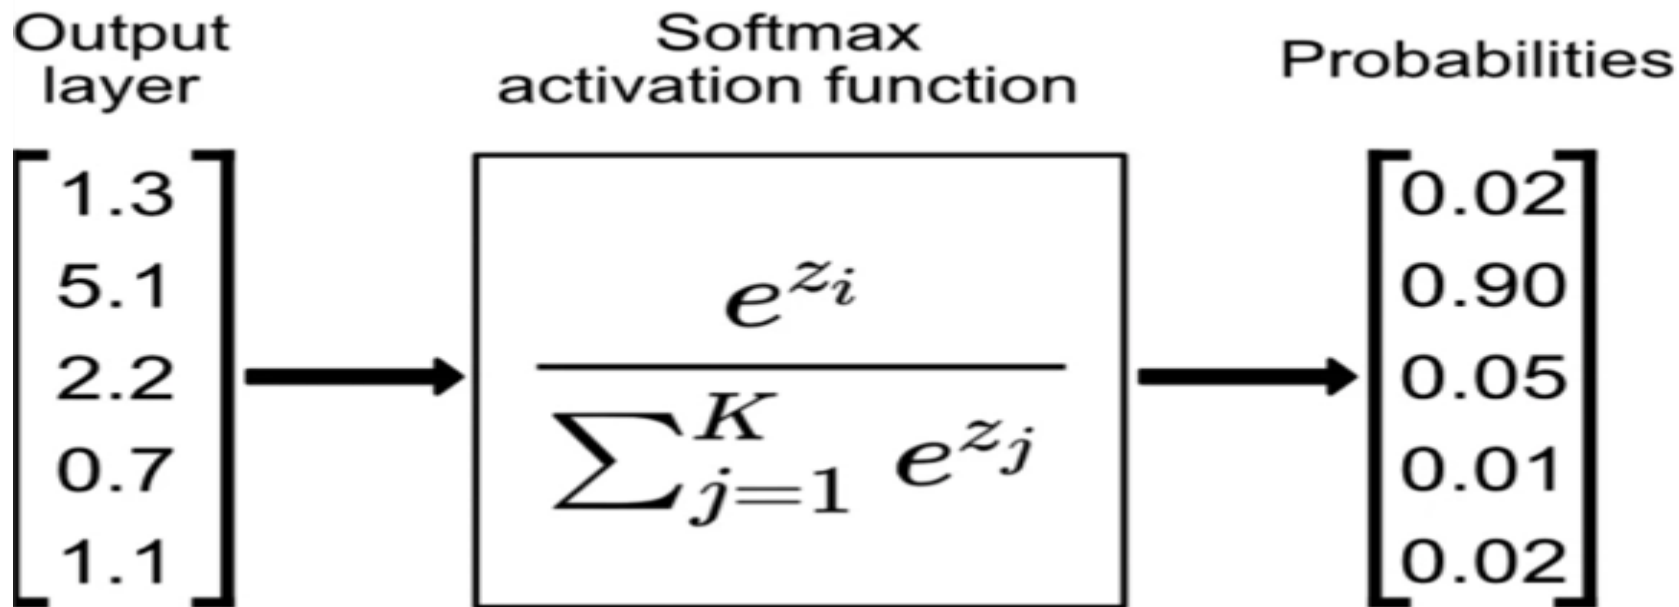 Output
layer
Softmax
activation function
Probabilities
1.3
5.1
2.2
0.7
1.1
e^{z_i}
∑_{j=1}^{K} e^{z_j}
0.02
0.90
0.05
0.01
0.02